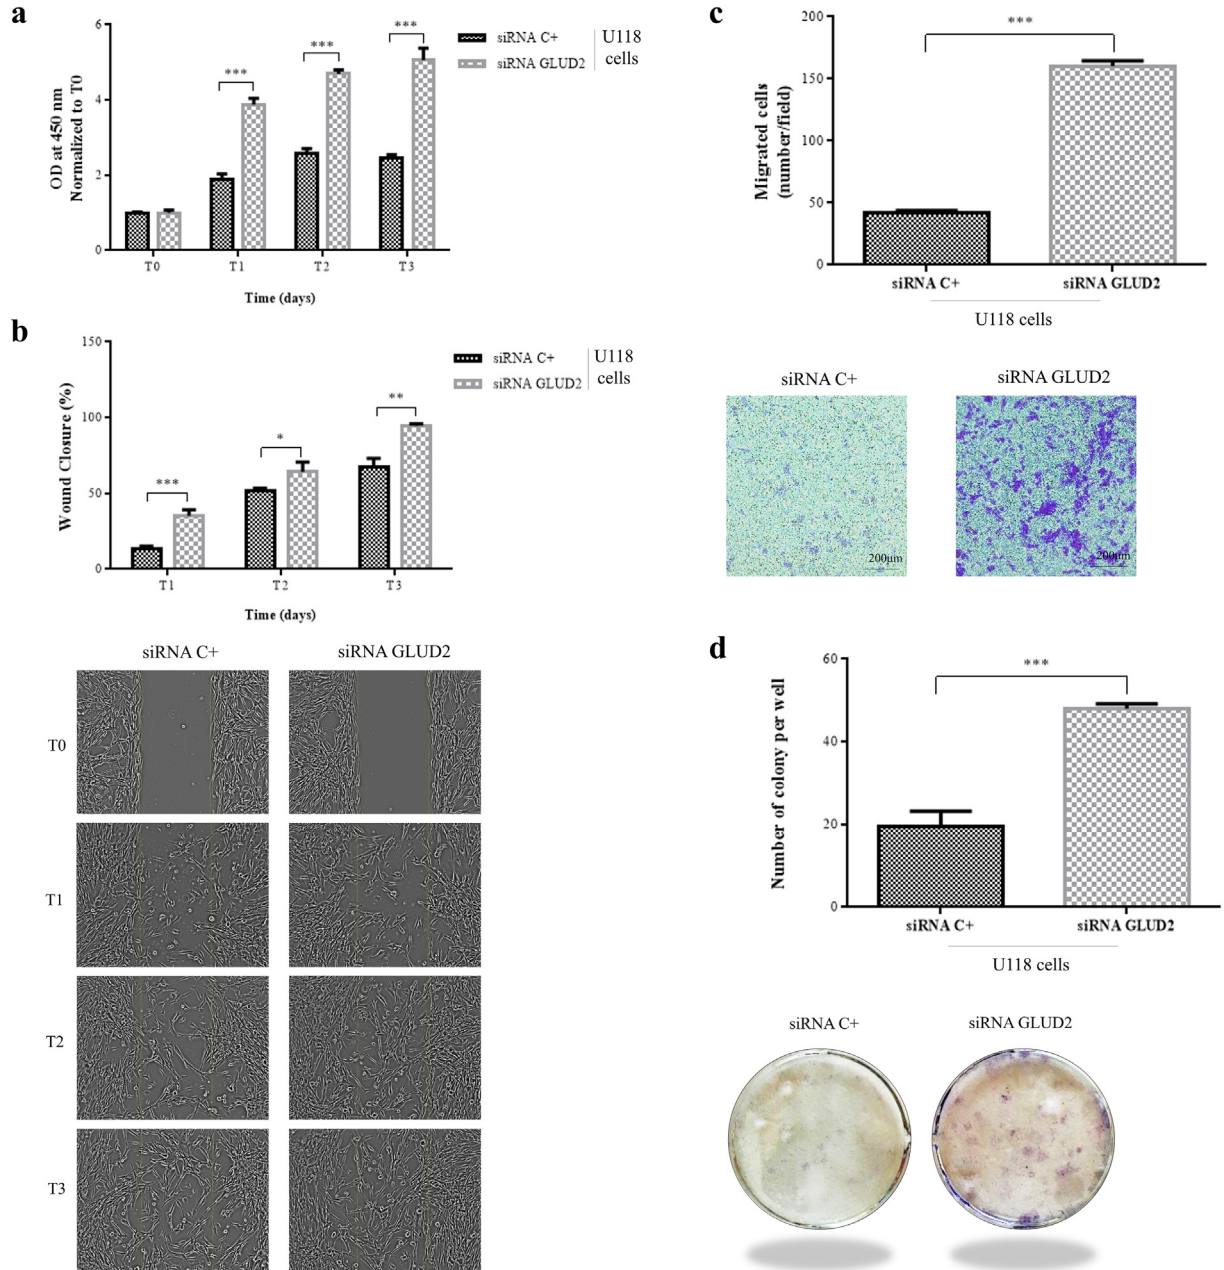 a
6
4
2
0
OD at 450 nm
Normalized to T0
***
***
***
T0
T1
T2
T3
Time (days)
siRNA C+
siRNA GLUD2
U118
cells
b
150
100
50
0
Wound Closure (%)
***
*
**
T1
T2
T3
Time (days)
siRNA C+
siRNA GLUD2
U118
cells
siRNA C+
siRNA GLUD2
T0
T1
T2
T3
c
200
150
100
50
0
Migrated cells
(number/field)
***
siRNA C+
siRNA GLUD2
U118 cells
siRNA C+
siRNA GLUD2
200µm
200µm
d
60
40
20
0
Number of colony per well
***
siRNA C+
siRNA GLUD2
U118 cells
siRNA C+
siRNA GLUD2